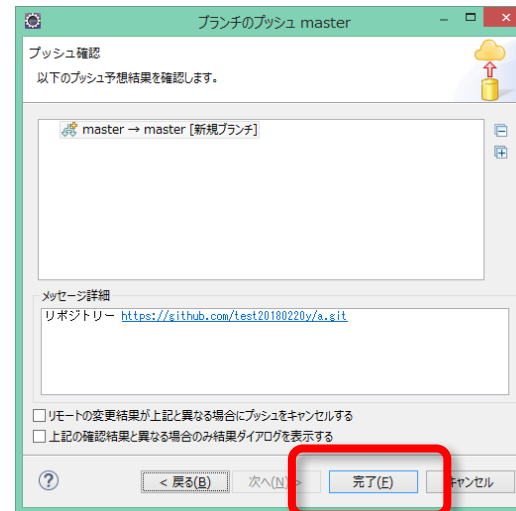 ブランチのプッシュ master
プッシュ確認
以下のプッシュ予想結果を確認します。
master → master [新規ブランチ]
メッセージ詳細
リポジトリー https://github.com/test20180220y/a.git
リモートの変更結果が上記と異なる場合にプッシュをキャンセルする
上記の確認結果と異なる場合のみ結果ダイアログを表示する
< 戻る(B) 次へ(N) > 完了(F) キャンセル